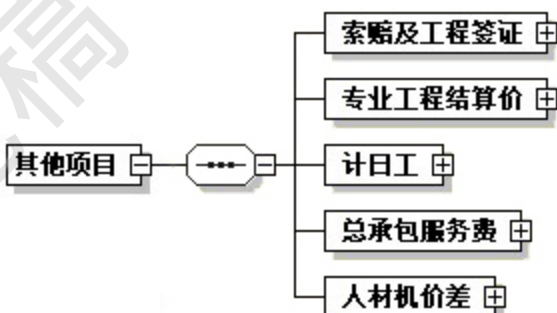 其他项目
索赔及工程签证
专业工程结算价
计日工
总承包服务费
人材机价差
稿